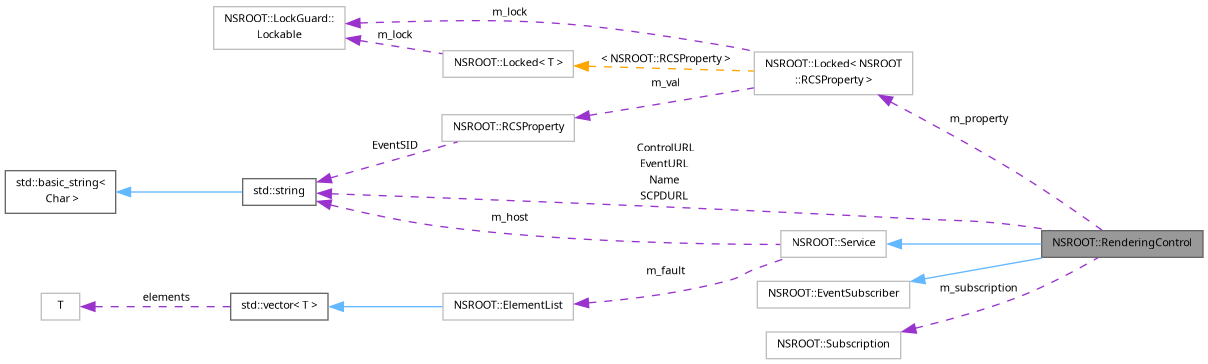 NSROOT::LockGuard::
Lockable
m_lock
m_lock
NSROOT::Locked< T >
< NSROOT::RCSProperty >
NSROOT::Locked< NSROOT
::RCSProperty >
m_val
NSROOT::RCSProperty
m_property
EventSID
ControlURL
EventURL
Name
SCPDURL
std::basic_string<
Char >
std::string
m_host
NSROOT::Service
NSROOT::RenderingControl
m_fault
NSROOT::EventSubscriber
m_subscription
T
elements
std::vector< T >
NSROOT::ElementList
NSROOT::Subscription